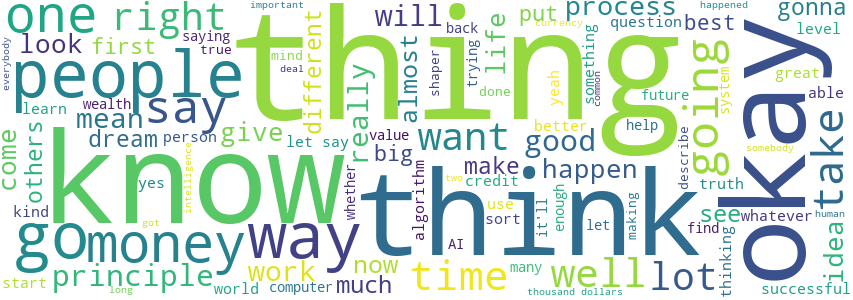 important
happened
one right
thing
will
process
gonna
people
look first
saying
true
mind
deal
different
almost
back
shaper
trying
life
put
question
best
level
something
common
done
yeah
future
going
system
great
able
okay
everybody
learn
wealth
mean
say
others
dream
person
give
really
let say
value
want
good
help
better
describe
somebody
take
come
know
yes
intelligence
whether
big
algorithm
make
happen
two
credit
think
use
sort
it'll
enough
let
making
truth
see
find
whatever
human
idea
kind
go
money
way
got
AI
work
now
much
time
many
well
lot
thinking
successful
start
principle
long
world
computer
thousand dollars
currency